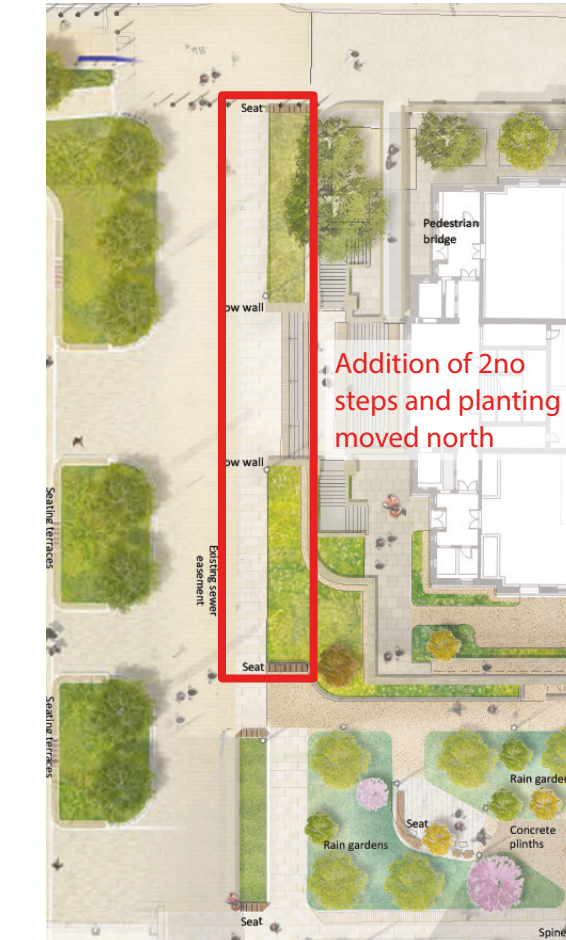 Seat
Pedestrian
bridge
ow wall
Addition of 2no
steps and planting
moved north
ow wall
Seating terraces
Existing sewer
easement
Seat
Seating terraces
Rain garden
Seat
Concrete
plinths
Rain gardens
Seat
Spine